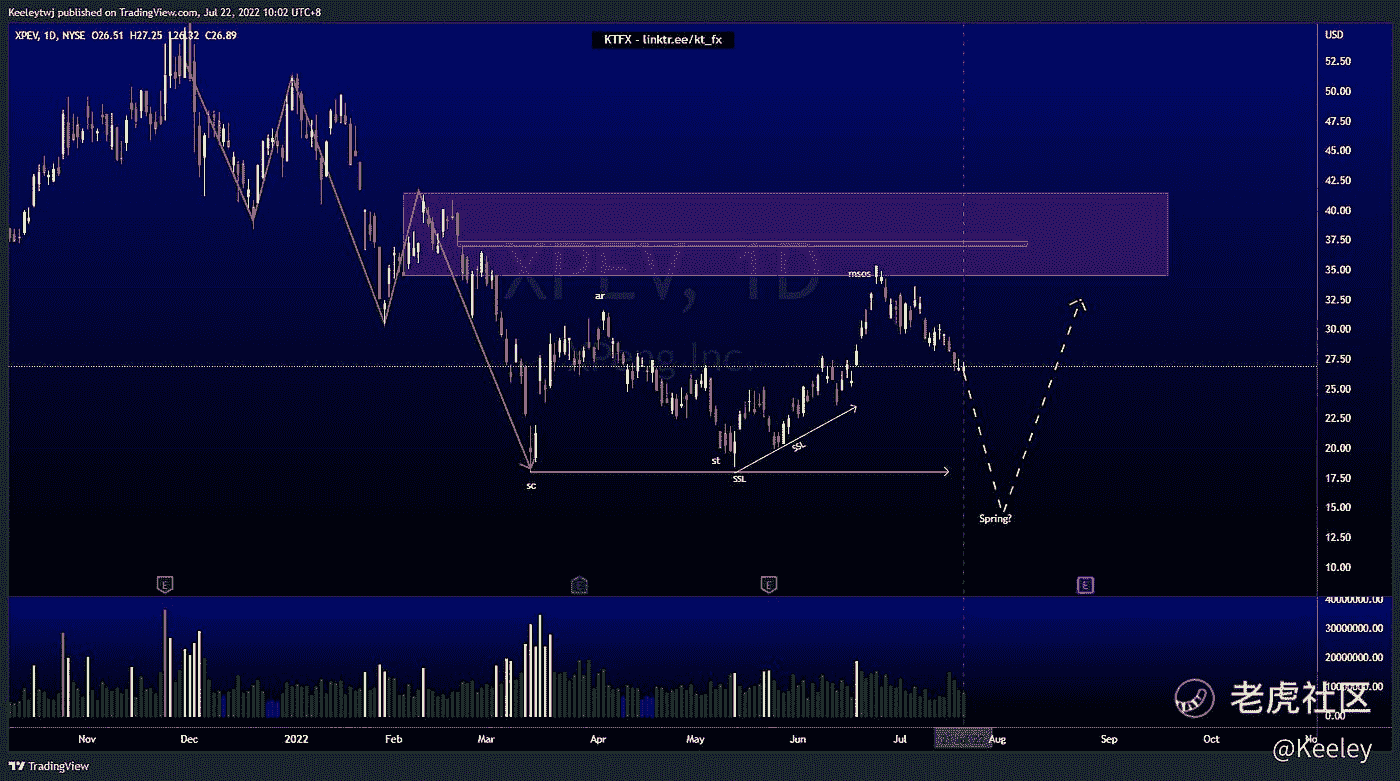 Keeleytwj published on TradingView.com, Jul 22, 2022 10:02 UTC+8
XPEV, 1D, NYSE O26.51 H27.25 L26.32 C26.89
KTFX - linktr.ee/kt_fx
USD
52.50
50.00
47.50
45.00
42.50
40.00
37.50
35.00
32.50
30.00
27.50
25.00
22.50
20.00
17.50
15.00
12.50
10.00
XPEV, 1D
XPeng Inc.
msos
ar
st
SSL
SSL
sc
Spring?
E
E
E
40000000.00
30000000.00
20000000.00
10000000.00
0.00
Nov
Dec
2022
Feb
Mar
Apr
May
Jun
Jul
Aug
Sep
Oct
No
老虎社区
@Keeley
TradingView